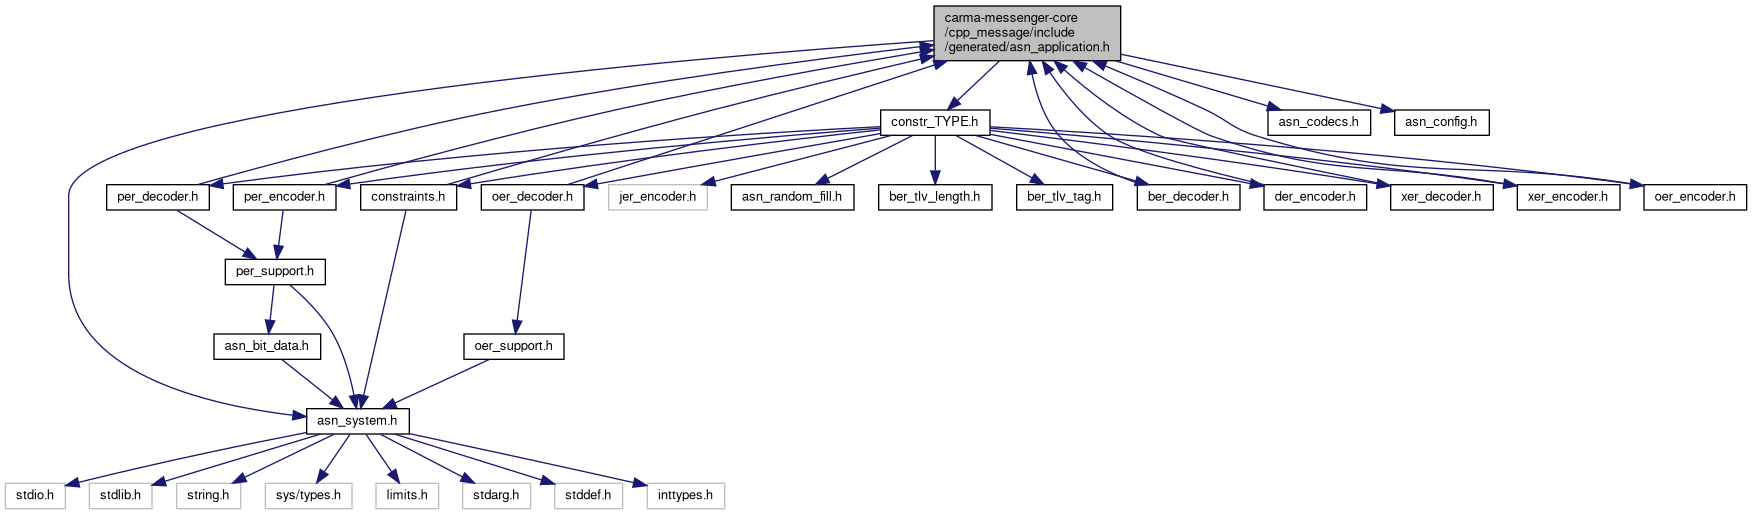 carma-messenger-core
/cpp_message/include
/generated/asn_application.h
constr_TYPE.h
asn_codecs.h
asn_config.h
per_decoder.h
per_encoder.h
constraints.h
oer_decoder.h
jer_encoder.h
asn_random_fill.h
ber_tlv_length.h
ber_tlv_tag.h
ber_decoder.h
der_encoder.h
xer_decoder.h
xer_encoder.h
oer_encoder.h
per_support.h
asn_bit_data.h
oer_support.h
asn_system.h
stdio.h
stdlib.h
string.h
sys/types.h
limits.h
stdarg.h
stddef.h
inttypes.h